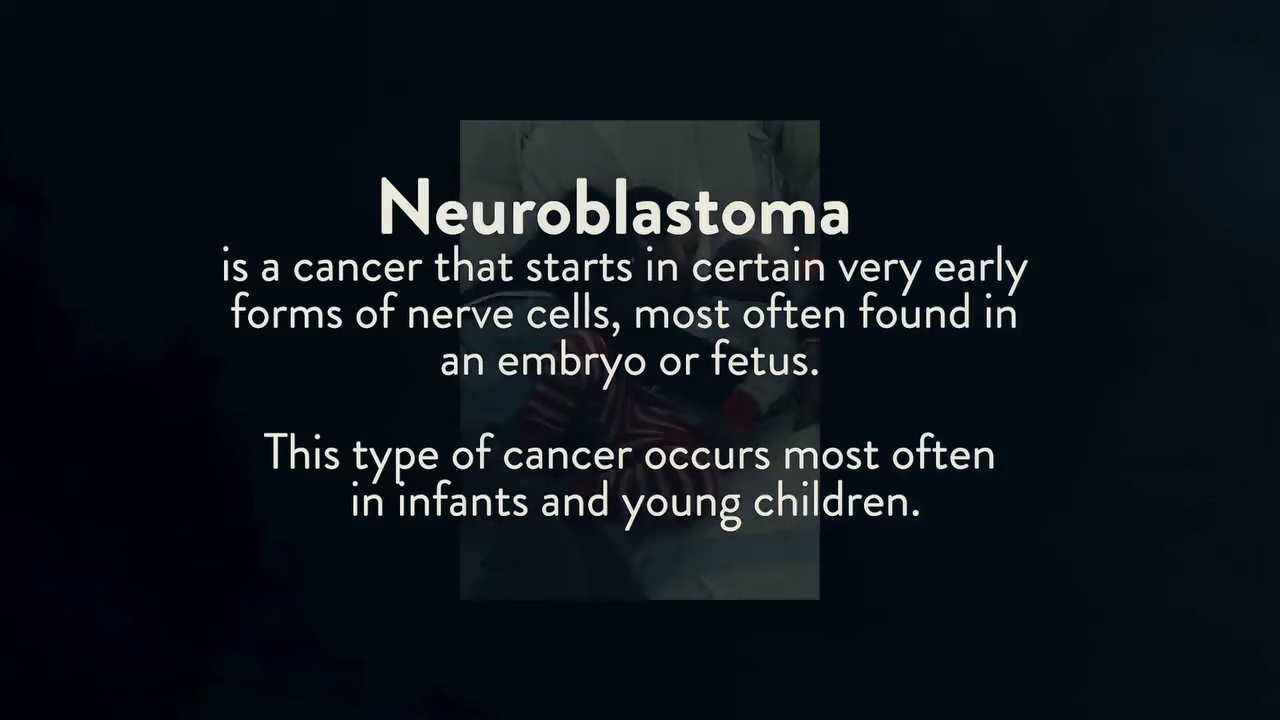 Neuroblastoma
is a cancer that starts in certain very early
forms of nerve cells, most often found in
an embryo or fetus.
This type of cancer occurs most often
in infants and young children.